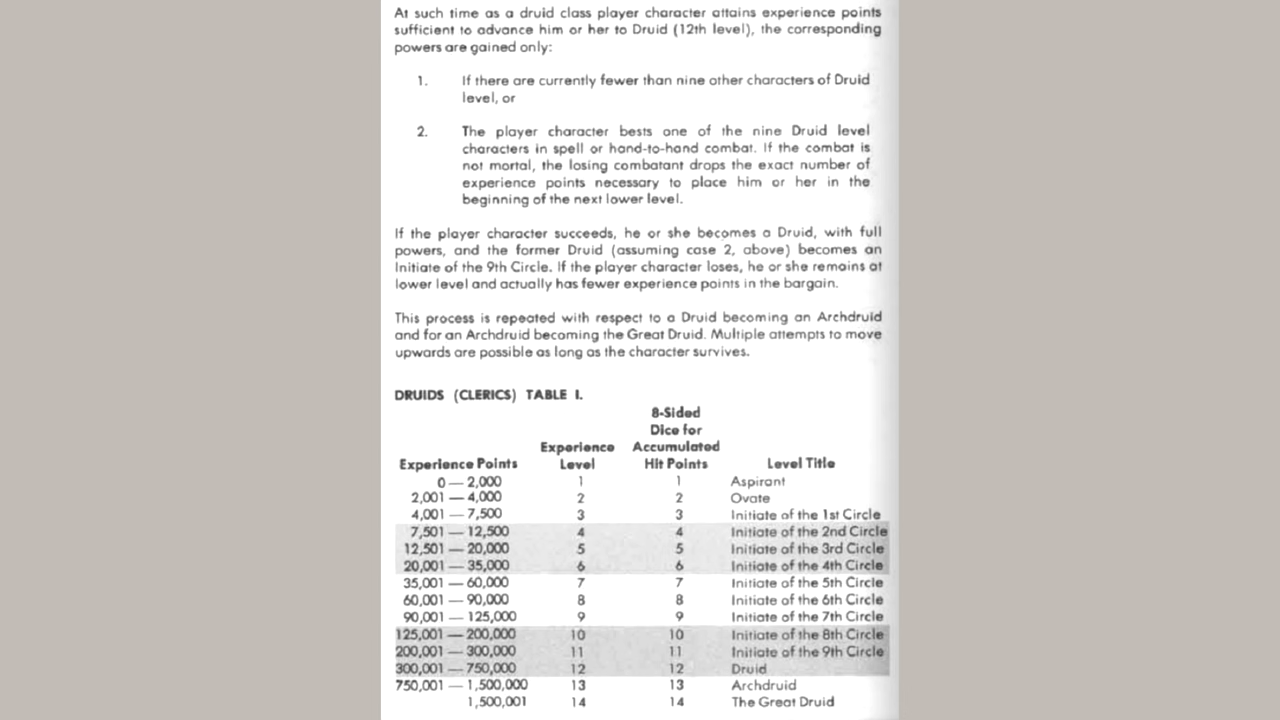 At such time as a druid class player character attains experience points
sufficient to advance him or her to Druid (12th level), the corresponding
powers are gained only:
1. If there are currently fewer than nine other characters of Druid
level, or
2. The player character bests one of the nine Druid level
characters in spell or hand-to-hand combat. If the combat is
not mortal, the losing combatant drops the exact number of
experience points necessary to place him or her in the
beginning of the next lower level.
If the player character succeeds, he or she becomes a Druid, with full
powers, and the former Druid (assuming case 2, above) becomes an
Initiate of the 9th Circle. If the player character loses, he or she remains at
lower level and actually has fewer experience points in the bargain.
This process is repeated with respect to a Druid becoming an Archdruid
and for an Archdruid becoming the Great Druid. Multiple attempts to move
upwards are possible as long as the character survives.
DRUIDS (CLERICS) TABLE I.
8-Sided
Dice for
Experience Accumulated
Experience Points Level Hit Points Level Title
0 — 2,000 1 1 Aspirant
2,001 — 4,000 2 2 Ovate
4,001 — 7,500 3 3 Initiate of the 1st Circle
7,501 — 12,500 4 4 Initiate of the 2nd Circle
12,501 — 20,000 5 5 Initiate of the 3rd Circle
20,001 — 35,000 6 6 Initiate of the 4th Circle
35,001 — 60,000 7 7 Initiate of the 5th Circle
60,001 — 90,000 8 8 Initiate of the 6th Circle
90,001 — 125,000 9 9 Initiate of the 7th Circle
125,001 — 200,000 10 10 Initiate of the 8th Circle
200,001 — 300,000 11 11 Initiate of the 9th Circle
300,001 — 750,000 12 12 Druid
750,001 — 1,500,000 13 13 Archdruid
1,500,001 14 14 The Great Druid